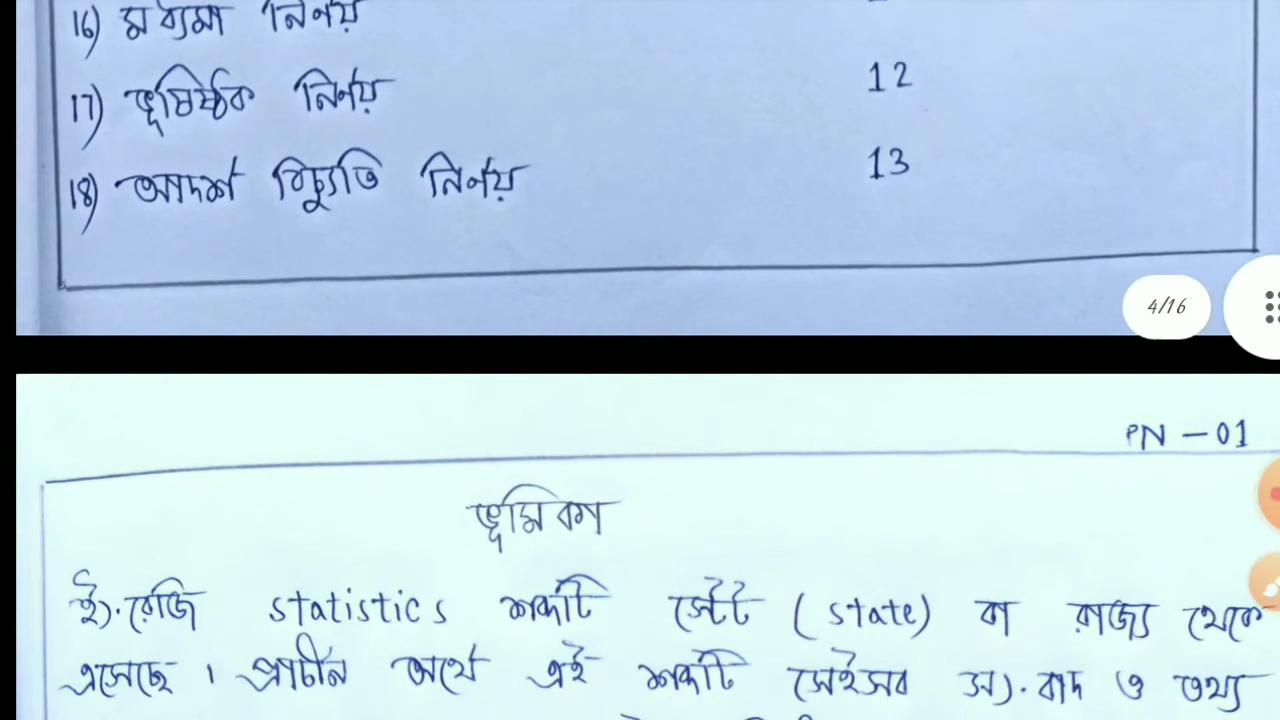 16) মধ্যমা নির্ণয়
17) ভূষিষ্ঠক নির্ণয় 12
18) আদর্শ বিচ্যুতি নির্ণয় 13
4/16
PN - 01
ভূমিকা
ইংরেজি statistics শব্দটি স্টেট (state) বা রাজ্য থেকে
এসেছে । প্রাচীন অর্থে এই শব্দটি সেইসব সংবাদ ও তথ্য